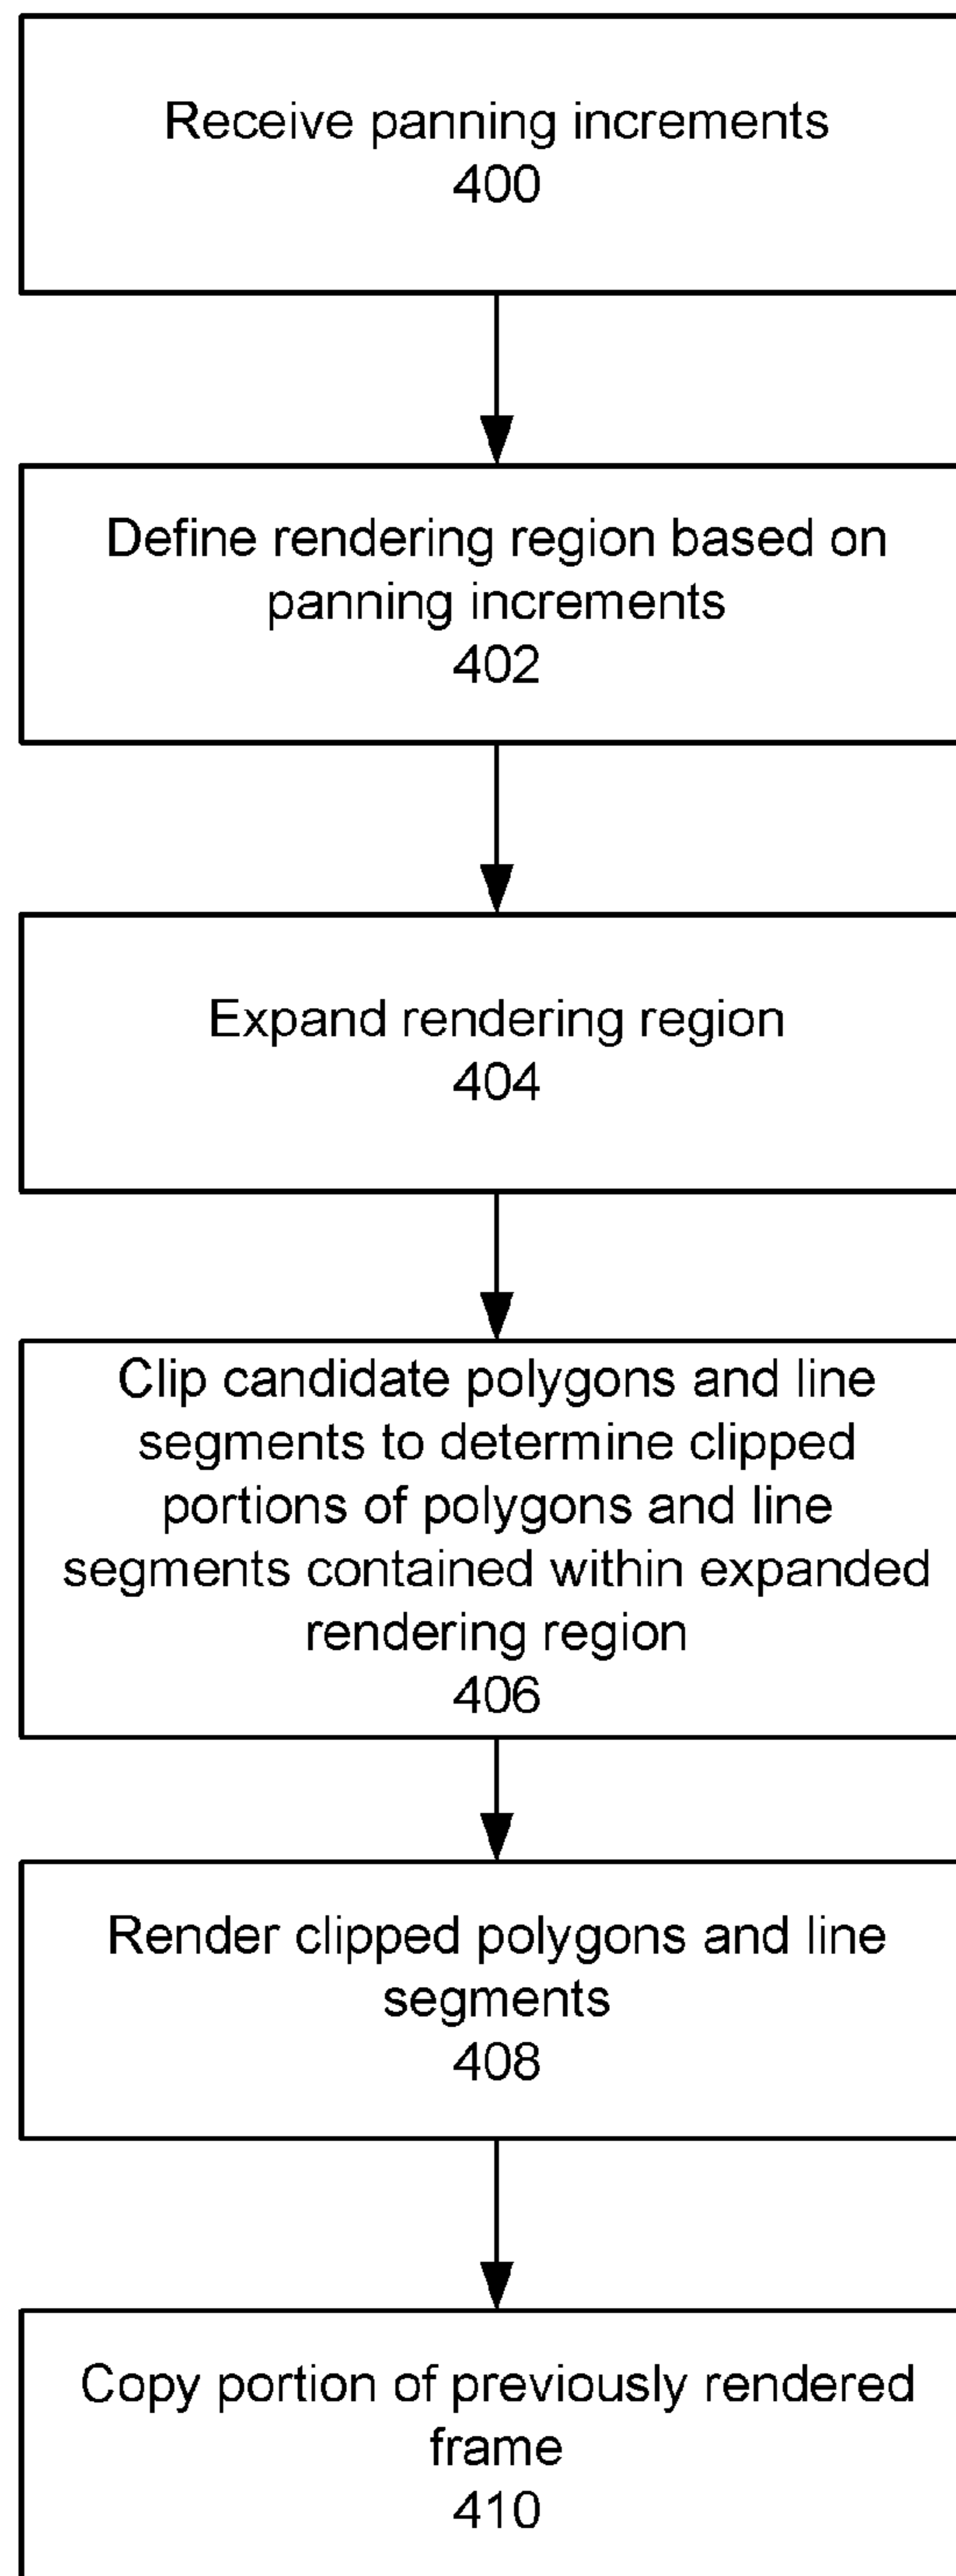 Receive panning increments
400
Define rendering region based on
panning increments
402
Expand rendering region
404
Clip candidate polygons and line
segments to determine clipped
portions of polygons and line
segments contained within expanded
rendering region
406
Render clipped polygons and line
segments
408
Copy portion of previously rendered
frame
410